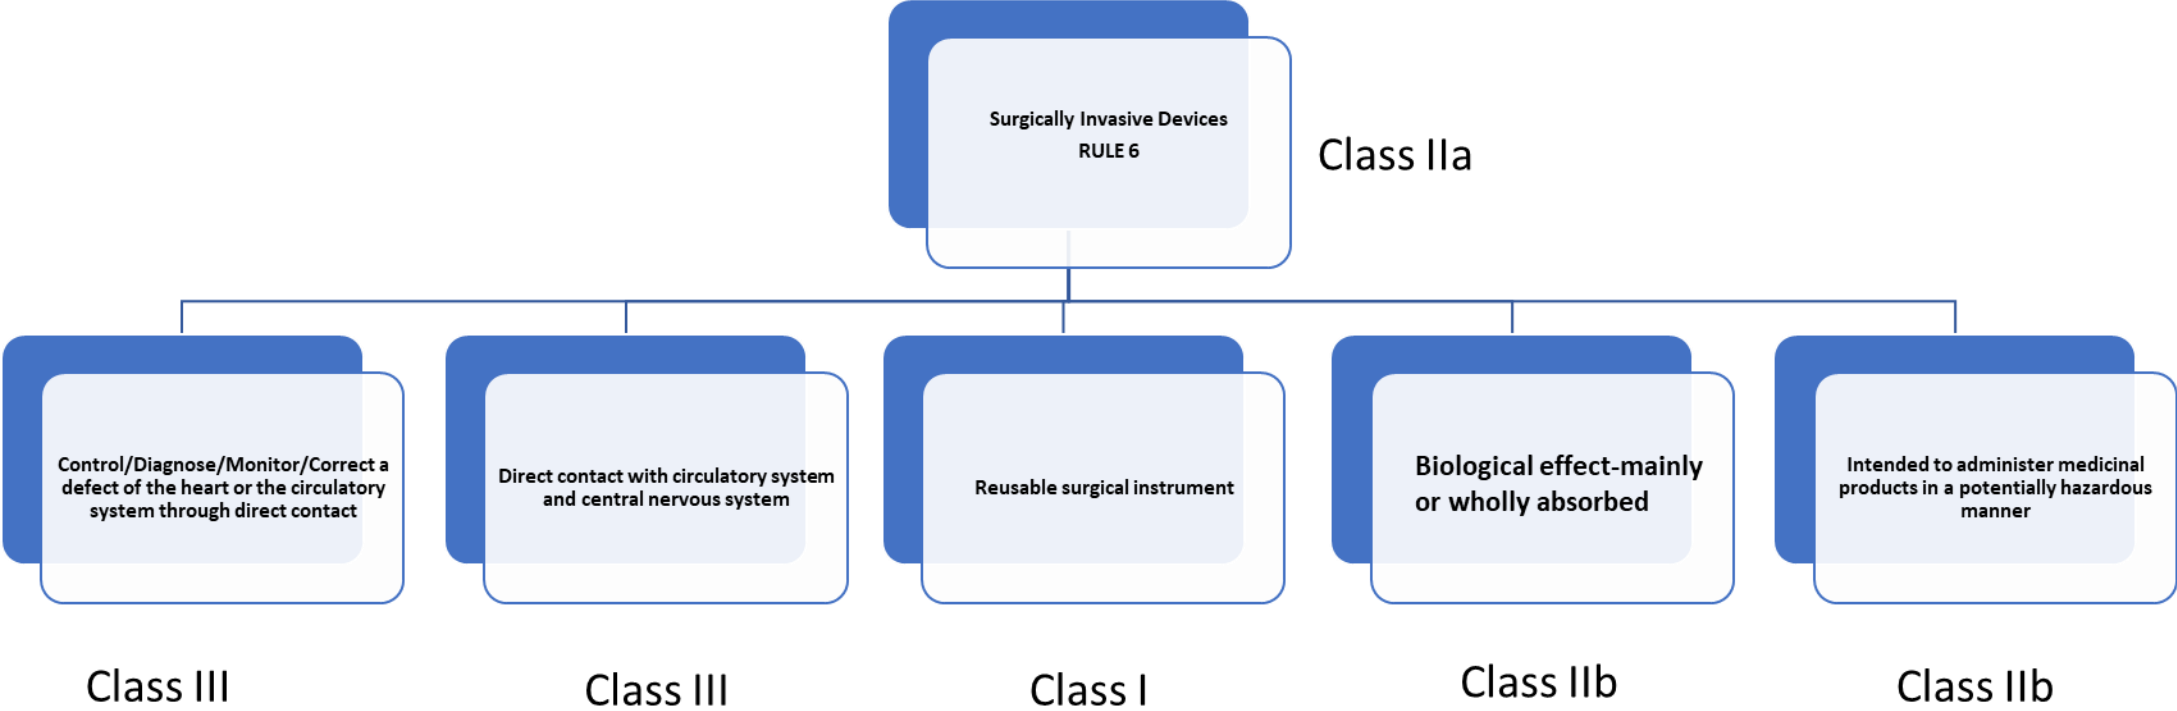 Surgically Invasive Devices
RULE 6
Class IIa
Control/Diagnose/Monitor/Correct a
defect of the heart or the circulatory
system through direct contact
Direct contact with circulatory system
and central nervous system
Reusable surgical instrument
Biological effect-mainly
or wholly absorbed
Intended to administer medicinal
products in a potentially hazardous
manner
Class III
Class III
Class I
Class IIb
Class IIb